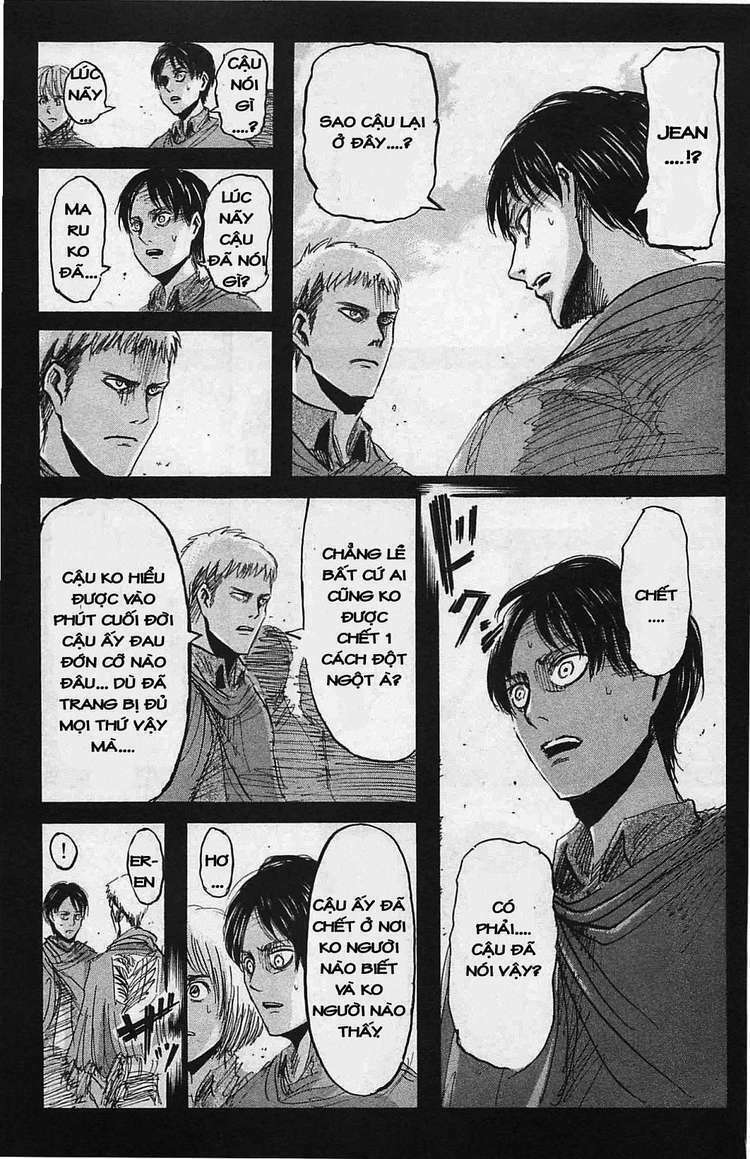 JEAN
....!?
SAO CẬU LẠI
Ở ĐÂY....?
CẬU
NÓI
GÌ
....?
LÚC
NÃY
...
LÚC
NÃY
CẬU
ĐÃ NÓI
GÌ?
MA
RU
KO
ĐÃ...
CHẾT
....
ドクン
CÓ
PHẢI....
CẬU ĐÃ
NÓI VẬY?
CHẲNG LẼ
BẤT CỨ AI
CŨNG KO
ĐƯỢC
CHẾT 1
CÁCH ĐỘT
NGỘT À?
CẬU KO HIỂU
ĐƯỢC VÀO
PHÚT CUỐI ĐỜI
CẬU ẤY ĐAU
ĐỚN CỠ NÀO
ĐÂU... DÙ ĐÃ
TRANG BỊ ĐỦ
MỌI THỨ VẬY
MÀ....
CẬU ẤY ĐÃ
CHẾT Ở NƠI
KO NGƯỜI
NÀO BIẾT
VÀ KO
NGƯỜI NÀO
THẤY.
HƠ
...
ER-
EN
!